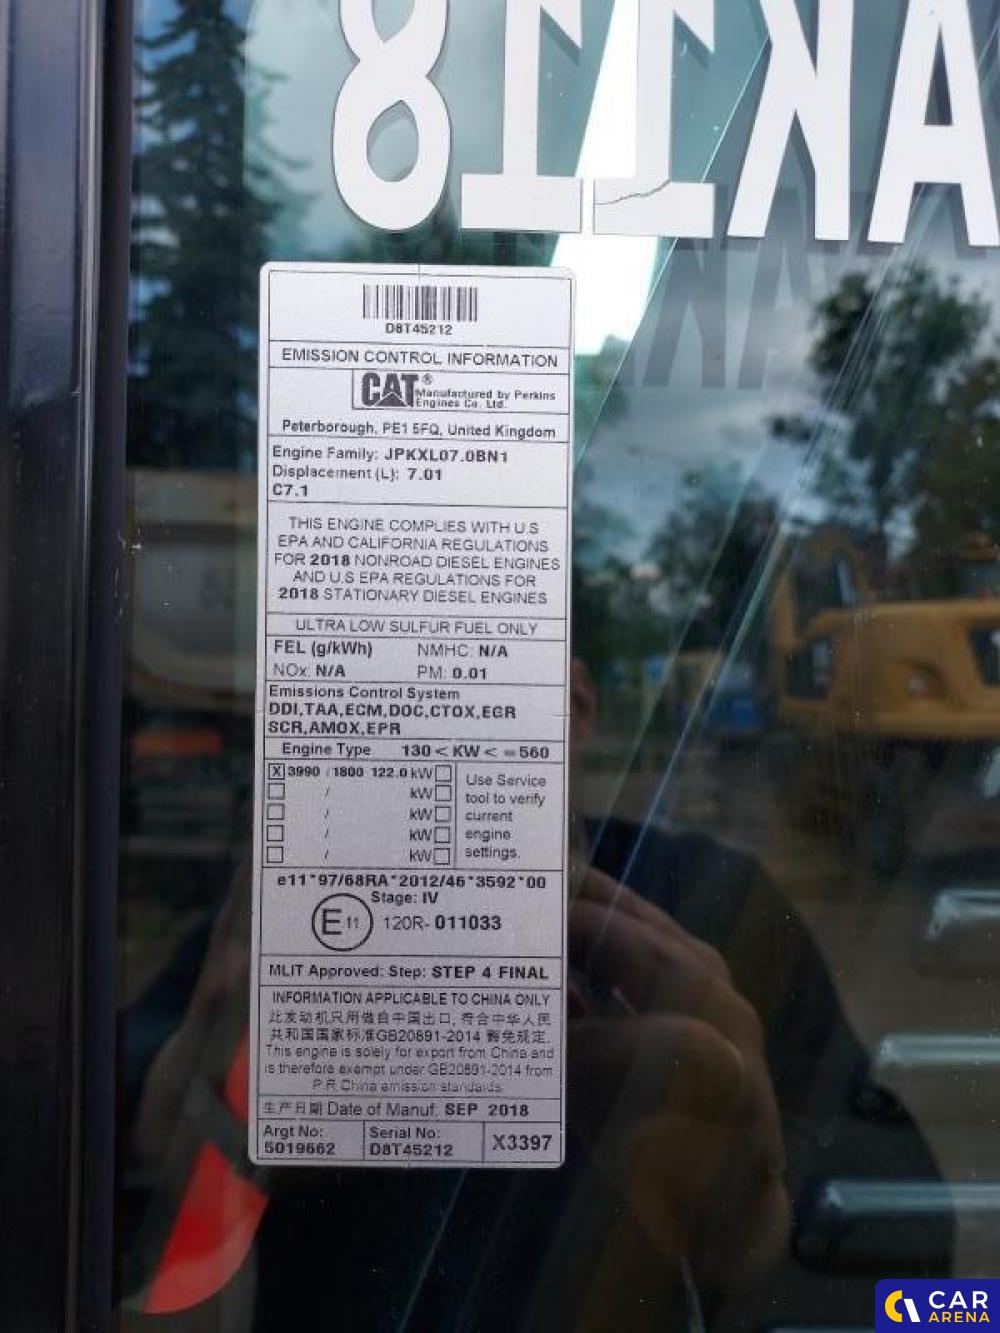 8 1 1 K A
D8T45212
EMISSION CONTROL INFORMATION
CAT® Manufactured by Perkins
Engines Co. Ltd.
Peterborough, PE1 5FQ, United Kingdom
Engine Family: JPKXL07.0BN1
Displacement (L): 7.01
C7.1
THIS ENGINE COMPLIES WITH U.S
EPA AND CALIFORNIA REGULATIONS
FOR 2018 NONROAD DIESEL ENGINES
AND U.S EPA REGULATIONS FOR
2018 STATIONARY DIESEL ENGINES
ULTRA LOW SULFUR FUEL ONLY
FEL (g/kWh) NMHC: N/A
NOx: N/A PM: 0.01
Emissions Control System
DDI,TAA,ECM,DOC,CTOX,EGR
SCR,AMOX,EPR
Engine Type 130 < KW < = 560
X 3990 / 1800 122.0 kW
/ kW
/ kW
/ kW
/ kW
Use Service
tool to verify
current
engine
settings.
e11*97/68RA*2012/46*3592*00
Stage: IV
E 11 120R- 011033
MLIT Approved: Step: STEP 4 FINAL
INFORMATION APPLICABLE TO CHINA ONLY
此发动机只用做自中国出口, 符合中华人民
共和国国家标准GB20891-2014 豁免规定.
This engine is solely for export from China and
is therefore exempt under GB20891-2014 from
P.R.China emission standards.
生产日期 Date of Manuf: SEP 2018
Argt No:
5019662
Serial No:
D8T45212
X3397
CAR
ARENA